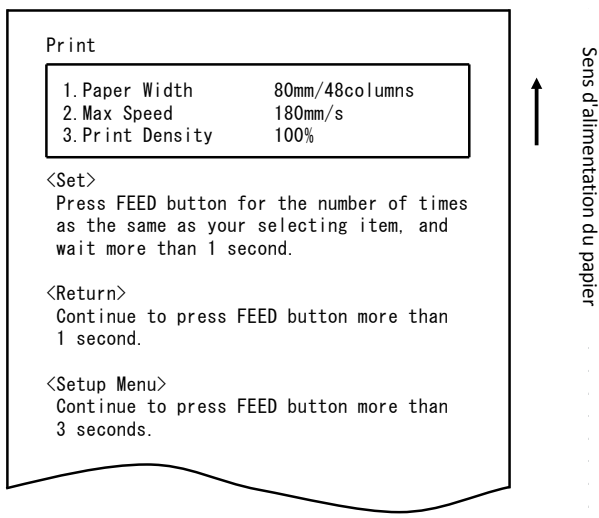 Print
1.Paper Width 80mm/48columns
2.Max Speed 180mm/s
3.Print Density 100%
<Set>
Press FEED button for the number of times
as the same as your selecting item, and
wait more than 1 second.
<Return>
Continue to press FEED button more than
1 second.
<Setup Menu>
Continue to press FEED button more than
3 seconds.
Sens d'alimentation du papier